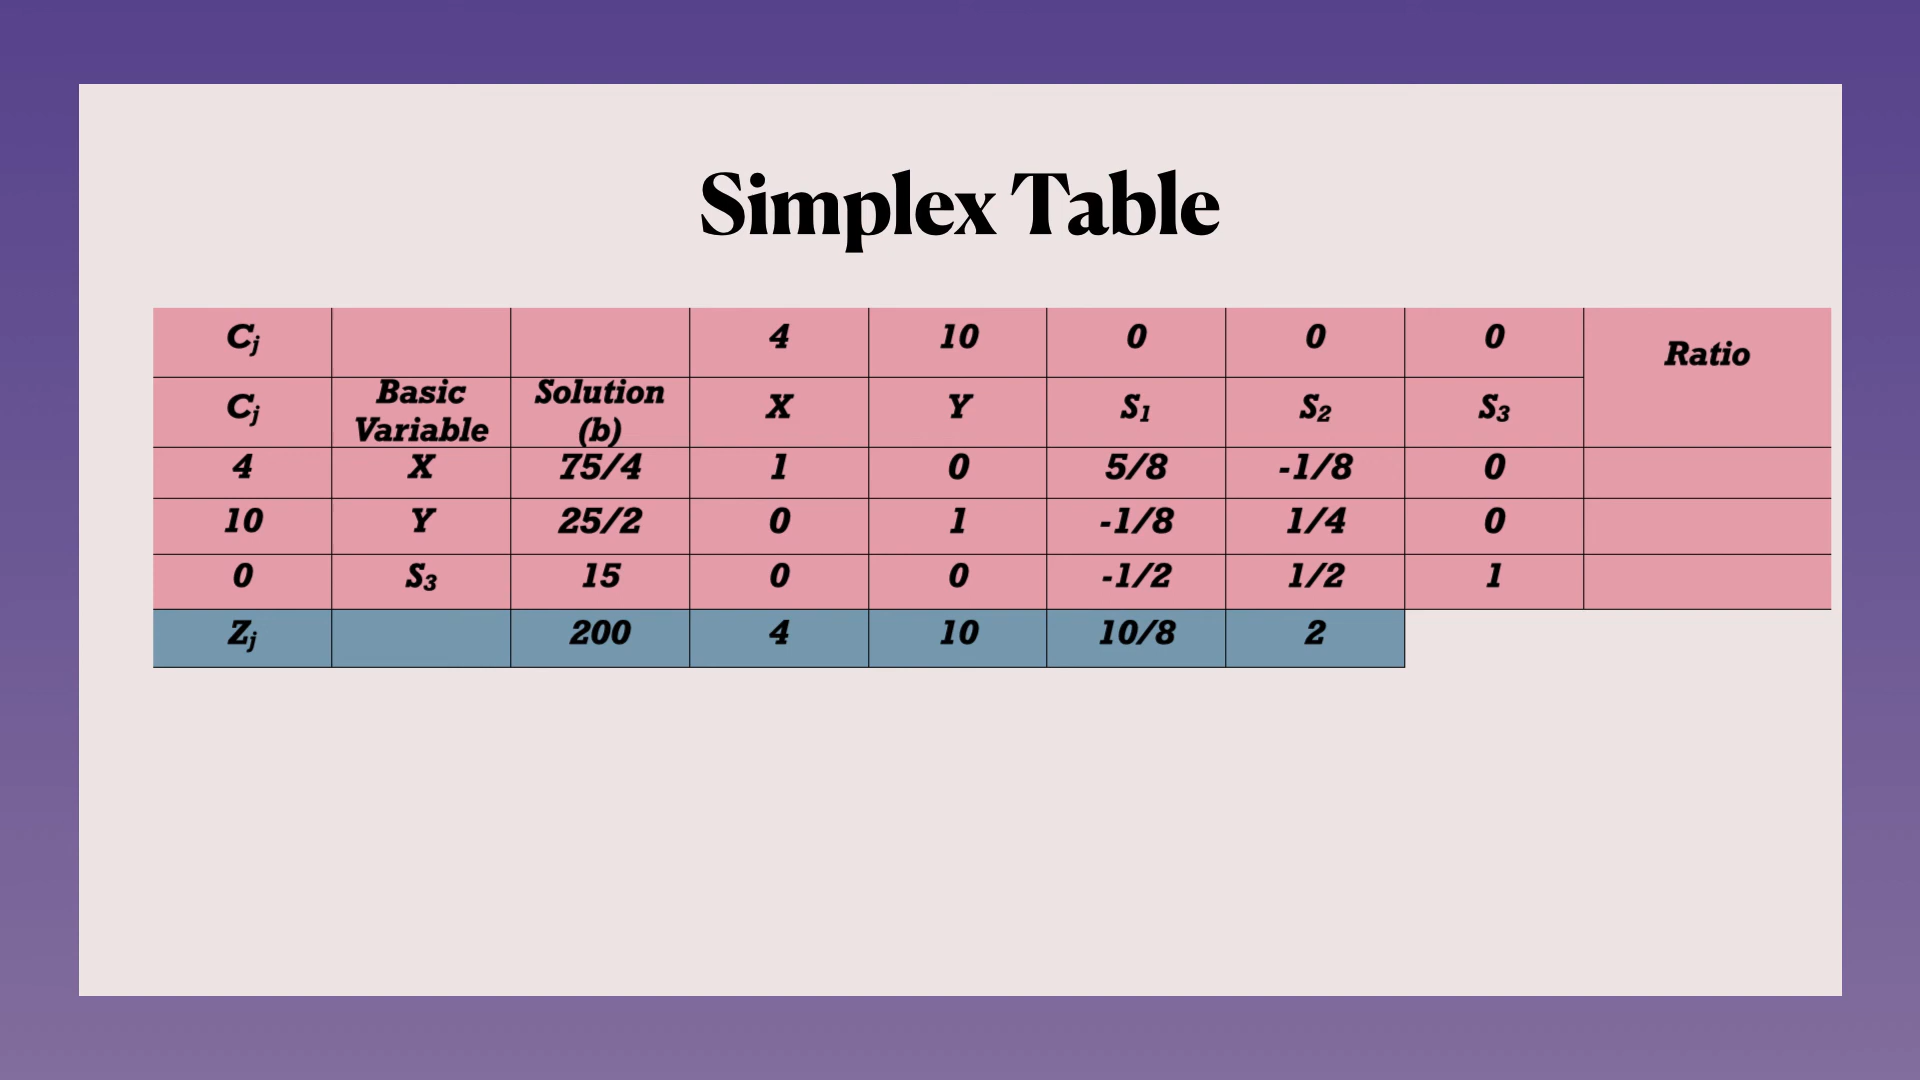 Simplex Table
Cj 4 10 0 0 0 Ratio
Cj Basic Variable Solution (b) X Y S1 S2 S3
4 X 75/4 1 0 5/8 -1/8 0
10 Y 25/2 0 1 -1/8 1/4 0
0 S3 15 0 0 -1/2 1/2 1
Zj 200 4 10 10/8 2